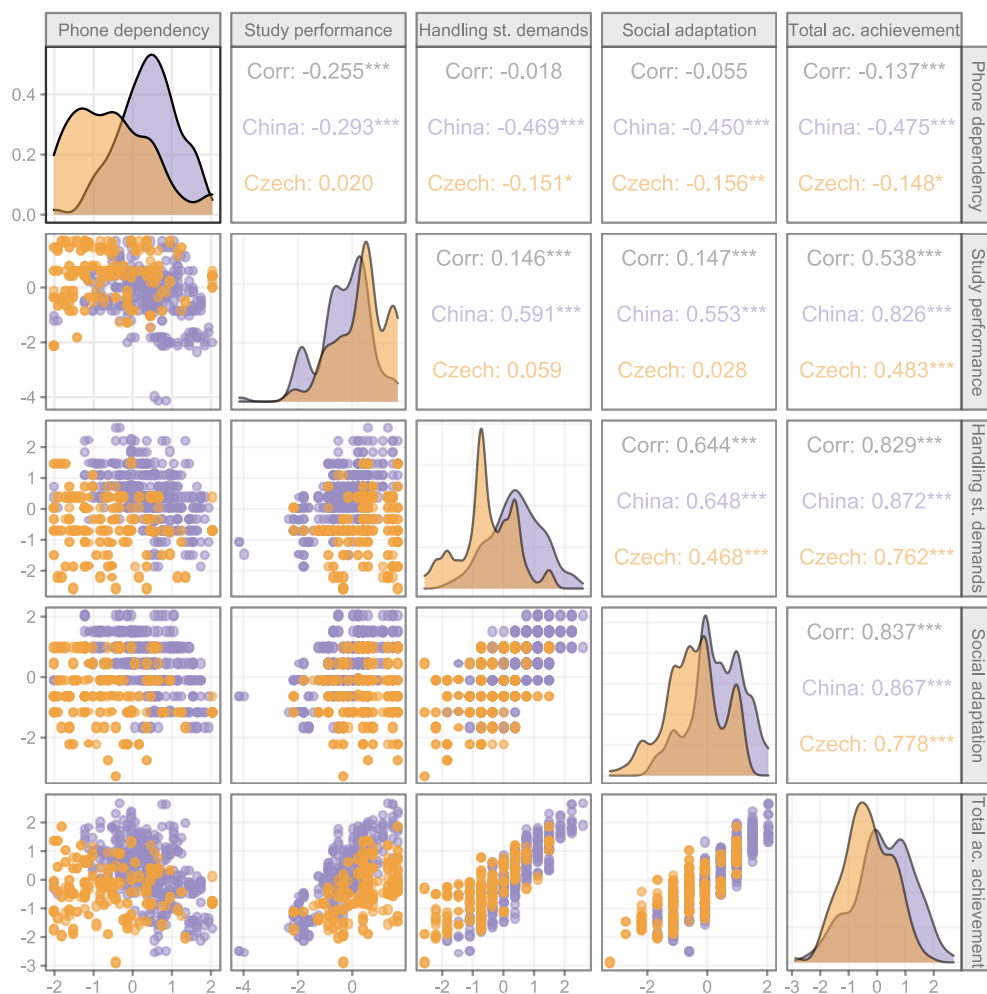 Phone dependency Study performance Handling st. demands Social adaptation Total ac. achievement
Corr: -0.255*** Corr: -0.018 Corr: -0.055 Corr: -0.137***
0.4
China: -0.293*** China: -0.469*** China: -0.450*** China: -0.475***
0.2
Czech: 0.020 Czech: -0.151* Czech: -0.156** Czech: -0.148*
0.0
Phone dependency
Corr: 0.146*** Corr: 0.147*** Corr: 0.538***
0
China: 0.591*** China: 0.553*** China: 0.826***
-2
Czech: 0.059 Czech: 0.028 Czech: 0.483***
-4
Study performance
2
Corr: 0.644*** Corr: 0.829***
1
0
China: 0.648*** China: 0.872***
-1
Czech: 0.468*** Czech: 0.762***
-2
Handling st. demands
2
Corr: 0.837***
0
China: 0.867***
-2
Czech: 0.778***
Social adaptation
2
1
0
-1
-2
-3
Total ac. achievement
-2 -1 0 1 2 -4 -2 0 -2 -1 0 1 2 -2 0 2 -3 -2 -1 0 1 2